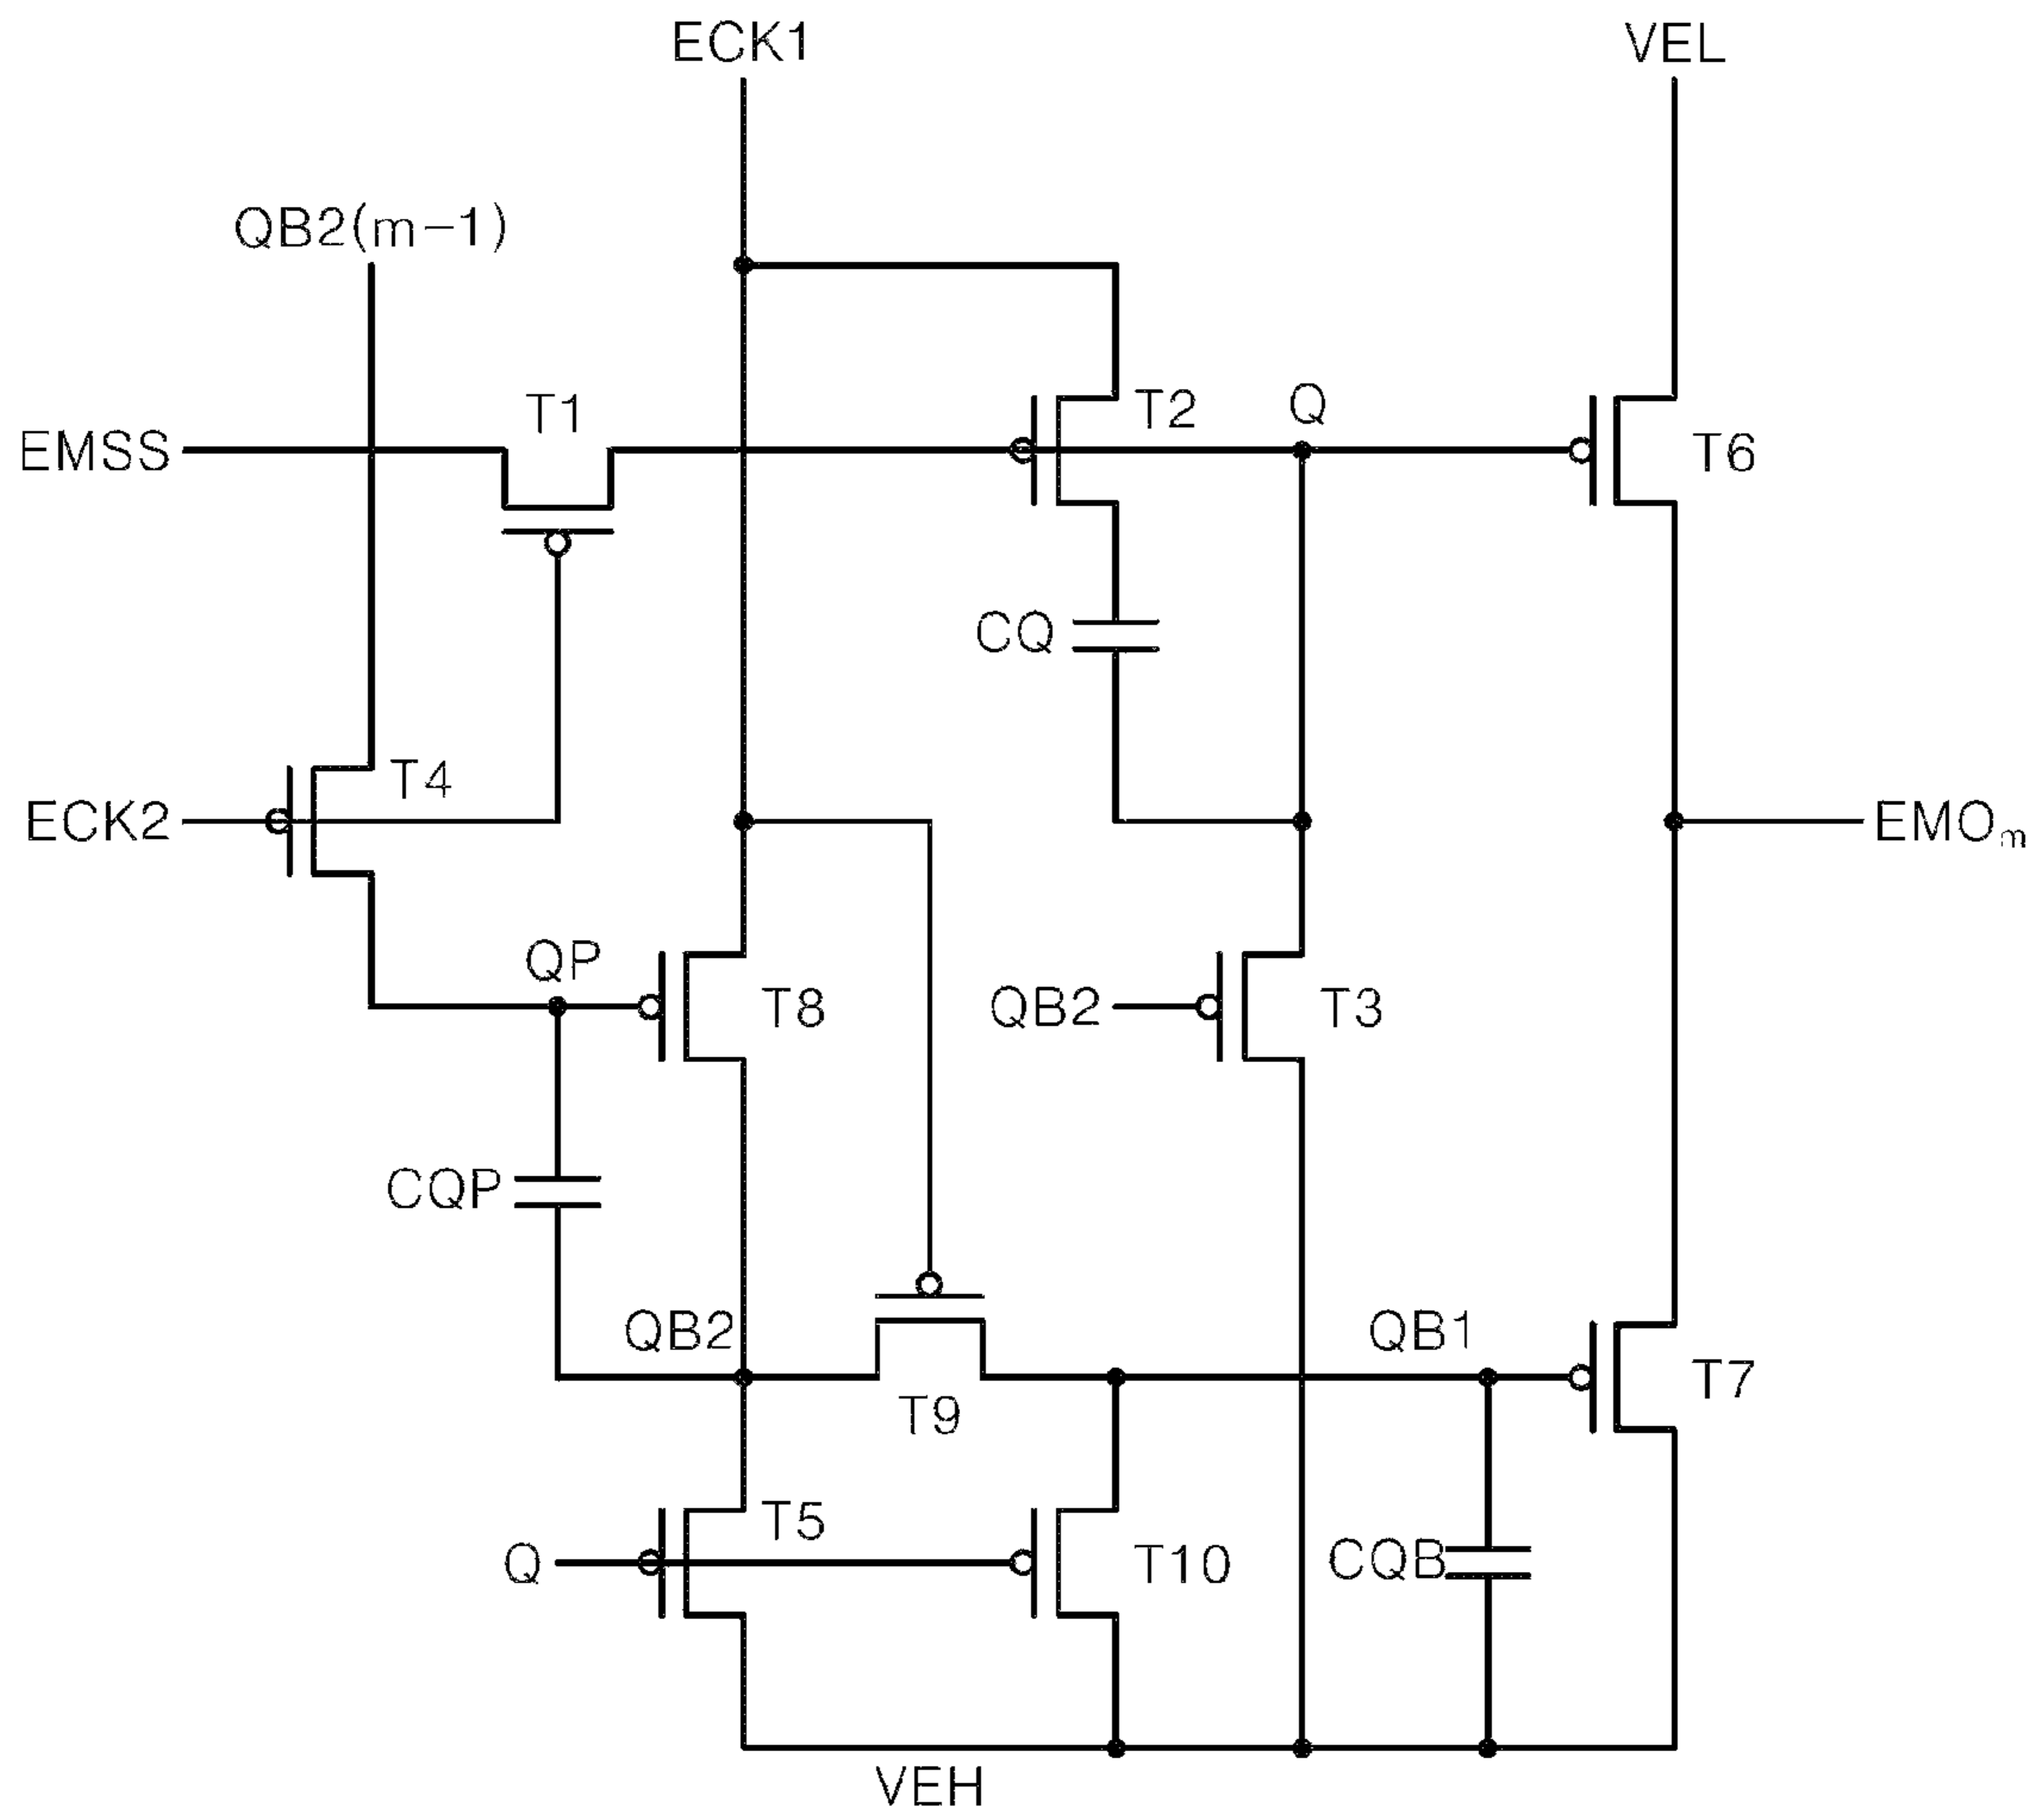 ECK1
VEL
QB2(m-1)
T1
T2
Q
EMSS
T6
CQ
T4
ECK2
EMOm
QP
T8
QB2
T3
CQP
QB2
QB1
T9
T7
T5
Q
T10
CQB
VEH